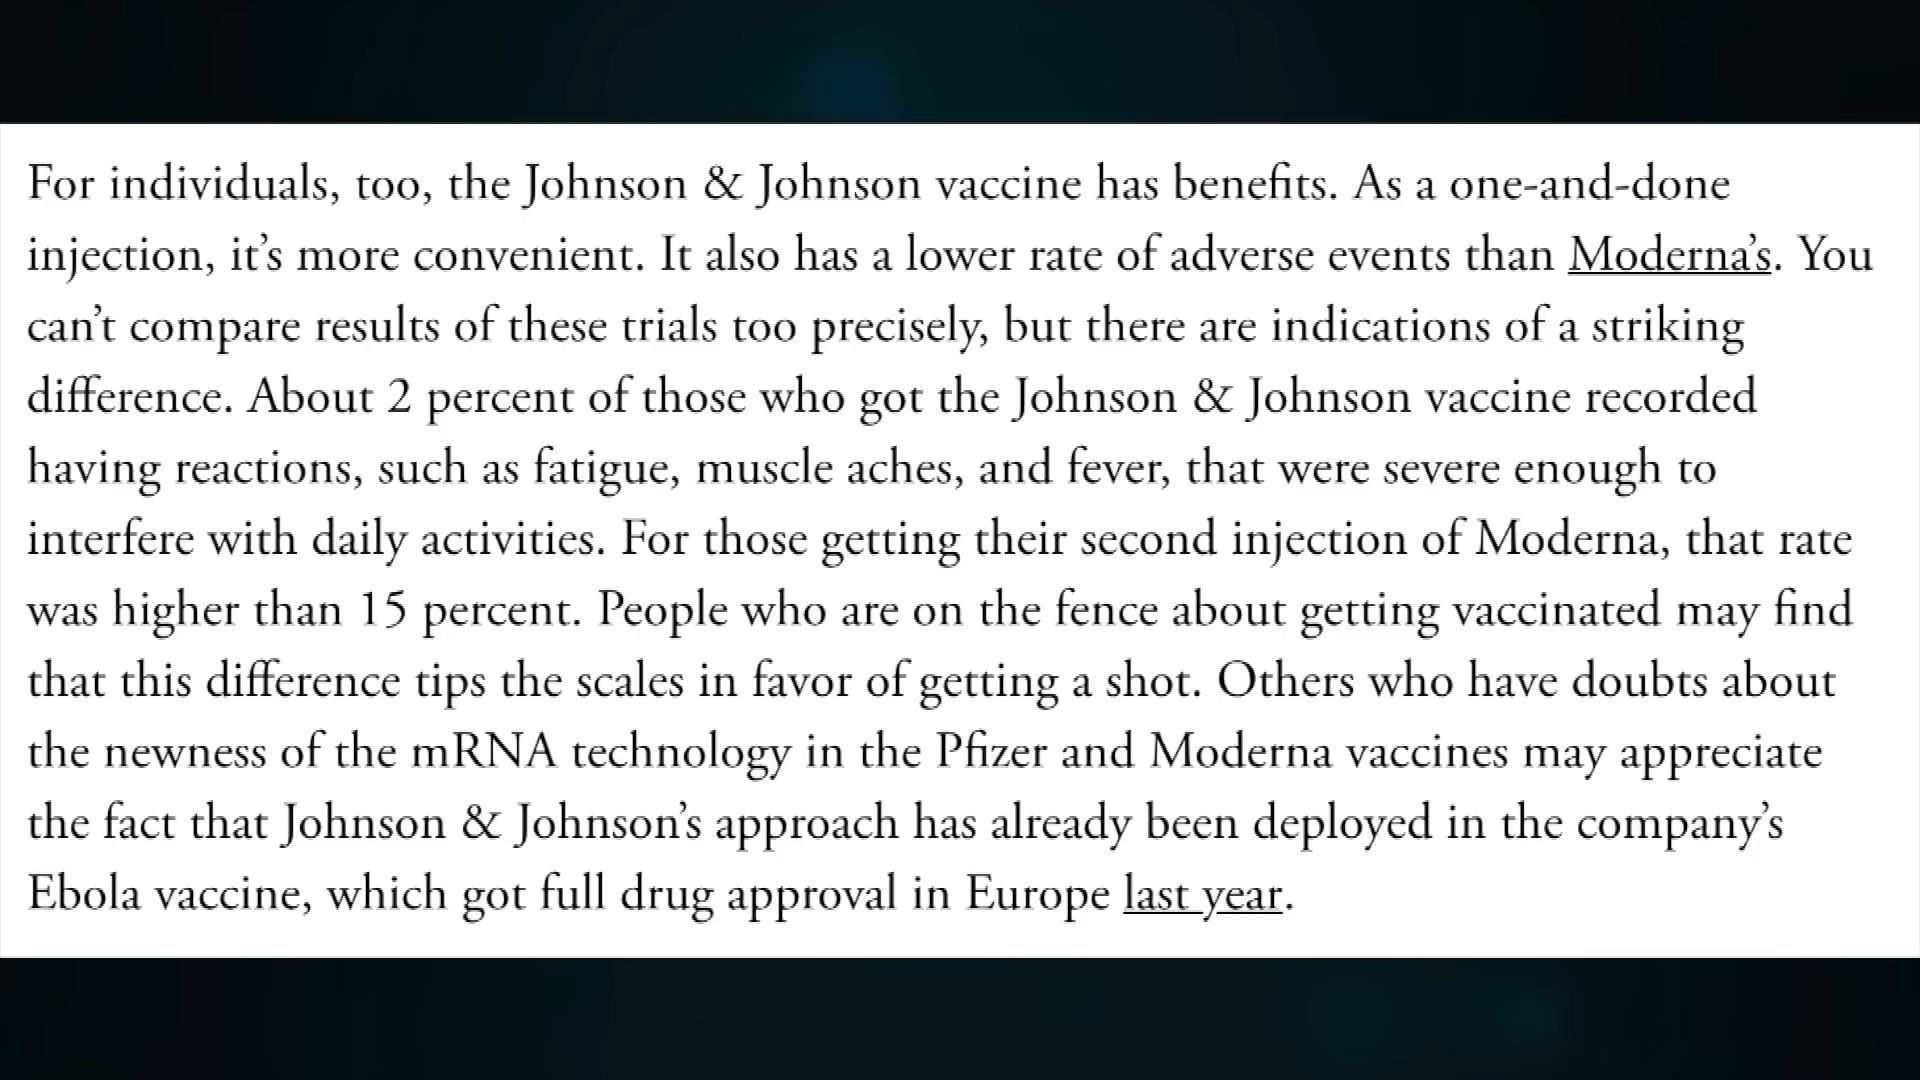 For individuals, too, the Johnson & Johnson vaccine has benefits. As a one-and-done
injection, it’s more convenient. It also has a lower rate of adverse events than Moderna’s. You
can’t compare results of these trials too precisely, but there are indications of a striking
difference. About 2 percent of those who got the Johnson & Johnson vaccine recorded
having reactions, such as fatigue, muscle aches, and fever, that were severe enough to
interfere with daily activities. For those getting their second injection of Moderna, that rate
was higher than 15 percent. People who are on the fence about getting vaccinated may find
that this difference tips the scales in favor of getting a shot. Others who have doubts about
the newness of the mRNA technology in the Pfizer and Moderna vaccines may appreciate
the fact that Johnson & Johnson’s approach has already been deployed in the company’s
Ebola vaccine, which got full drug approval in Europe last year.